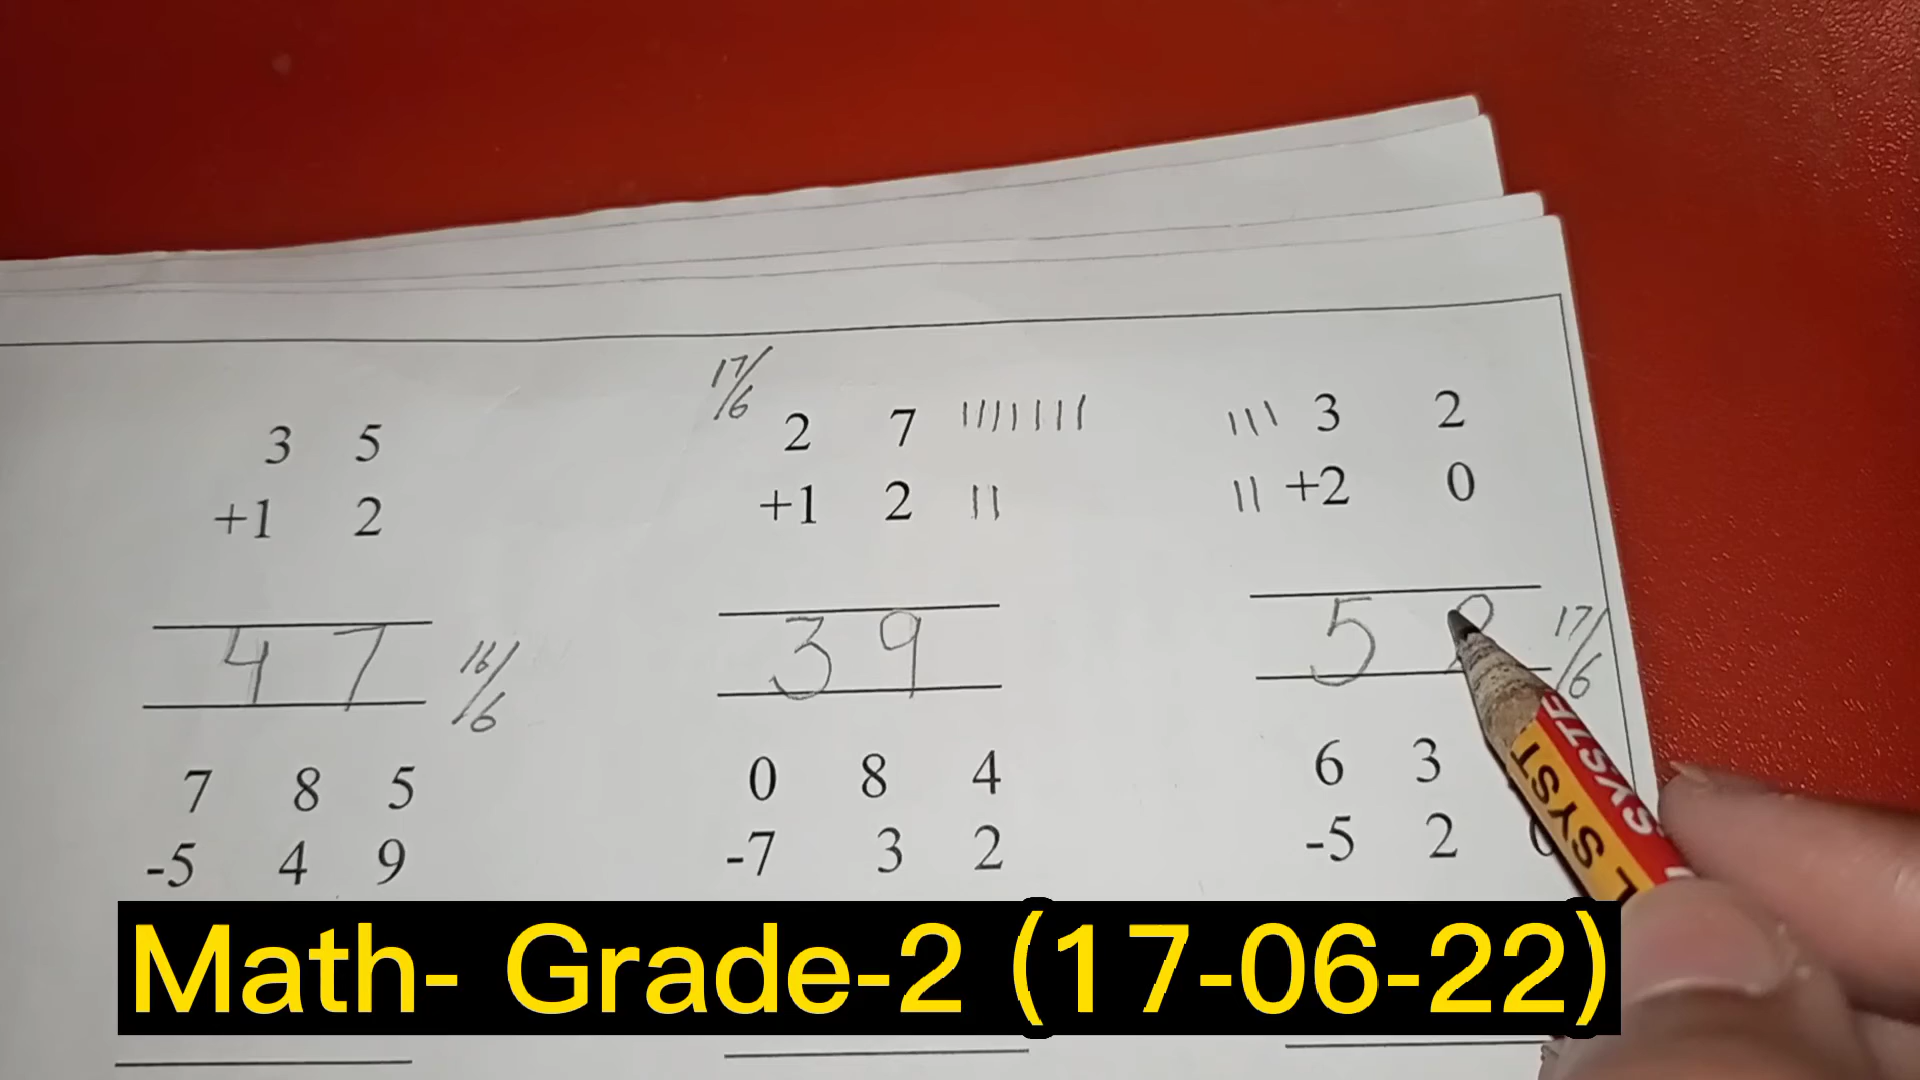 17/6
3 5
+1 2
4 7
16/6
2 7 ||||||||
+1 2 ||
3 9
||| 3 2
|| +2 0
5
17/6
7 8 5
-5 4 9
0 8 4
-7 3 2
6 3
-5 2
L SYST
SYSTE
Math- Grade-2 (17-06-22)